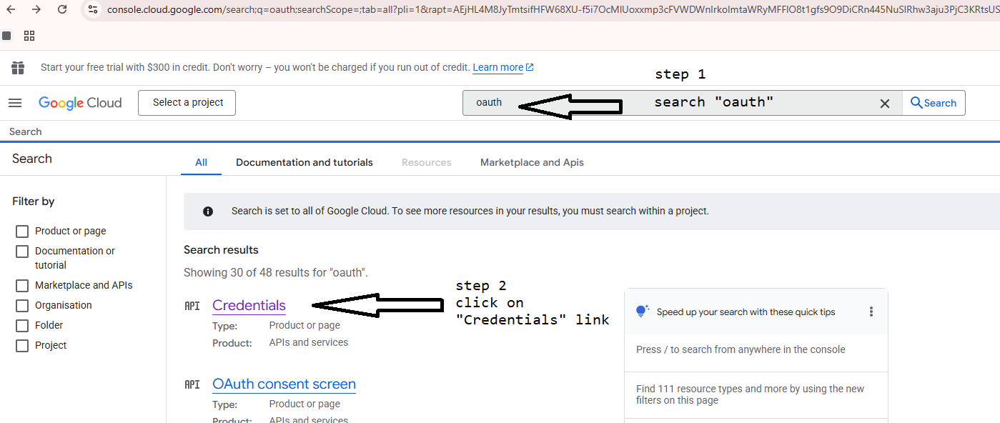 console.cloud.google.com/search;q=oauth;searchScope=;tab=all?pli=1&rapt=
Start your free trial with $300 in credit. Don't worry – you won't be charged if you run out of credit. Learn more
step 1
Google Cloud
Select a project
oauth
search "oauth"
Search
Search
Search
All
Documentation and tutorials
Resources
Marketplace and Apis
Filter by
Product or page
Documentation or
tutorial
Marketplace and APIs
Organisation
Folder
Project
Search is set to all of Google Cloud. To see more resources in your results, you must search within a project.
Search results
Showing 30 of 48 results for "oauth".
API
Credentials
Type: Product or page
Product: APIs and services
step 2
click on
"Credentials" link
API
OAuth consent screen
Type: Product or page
Product: APIs and services
Speed up your search with these quick tips
Press / to search from anywhere in the console
Find 111 resource types and more by using the new
filters on this page